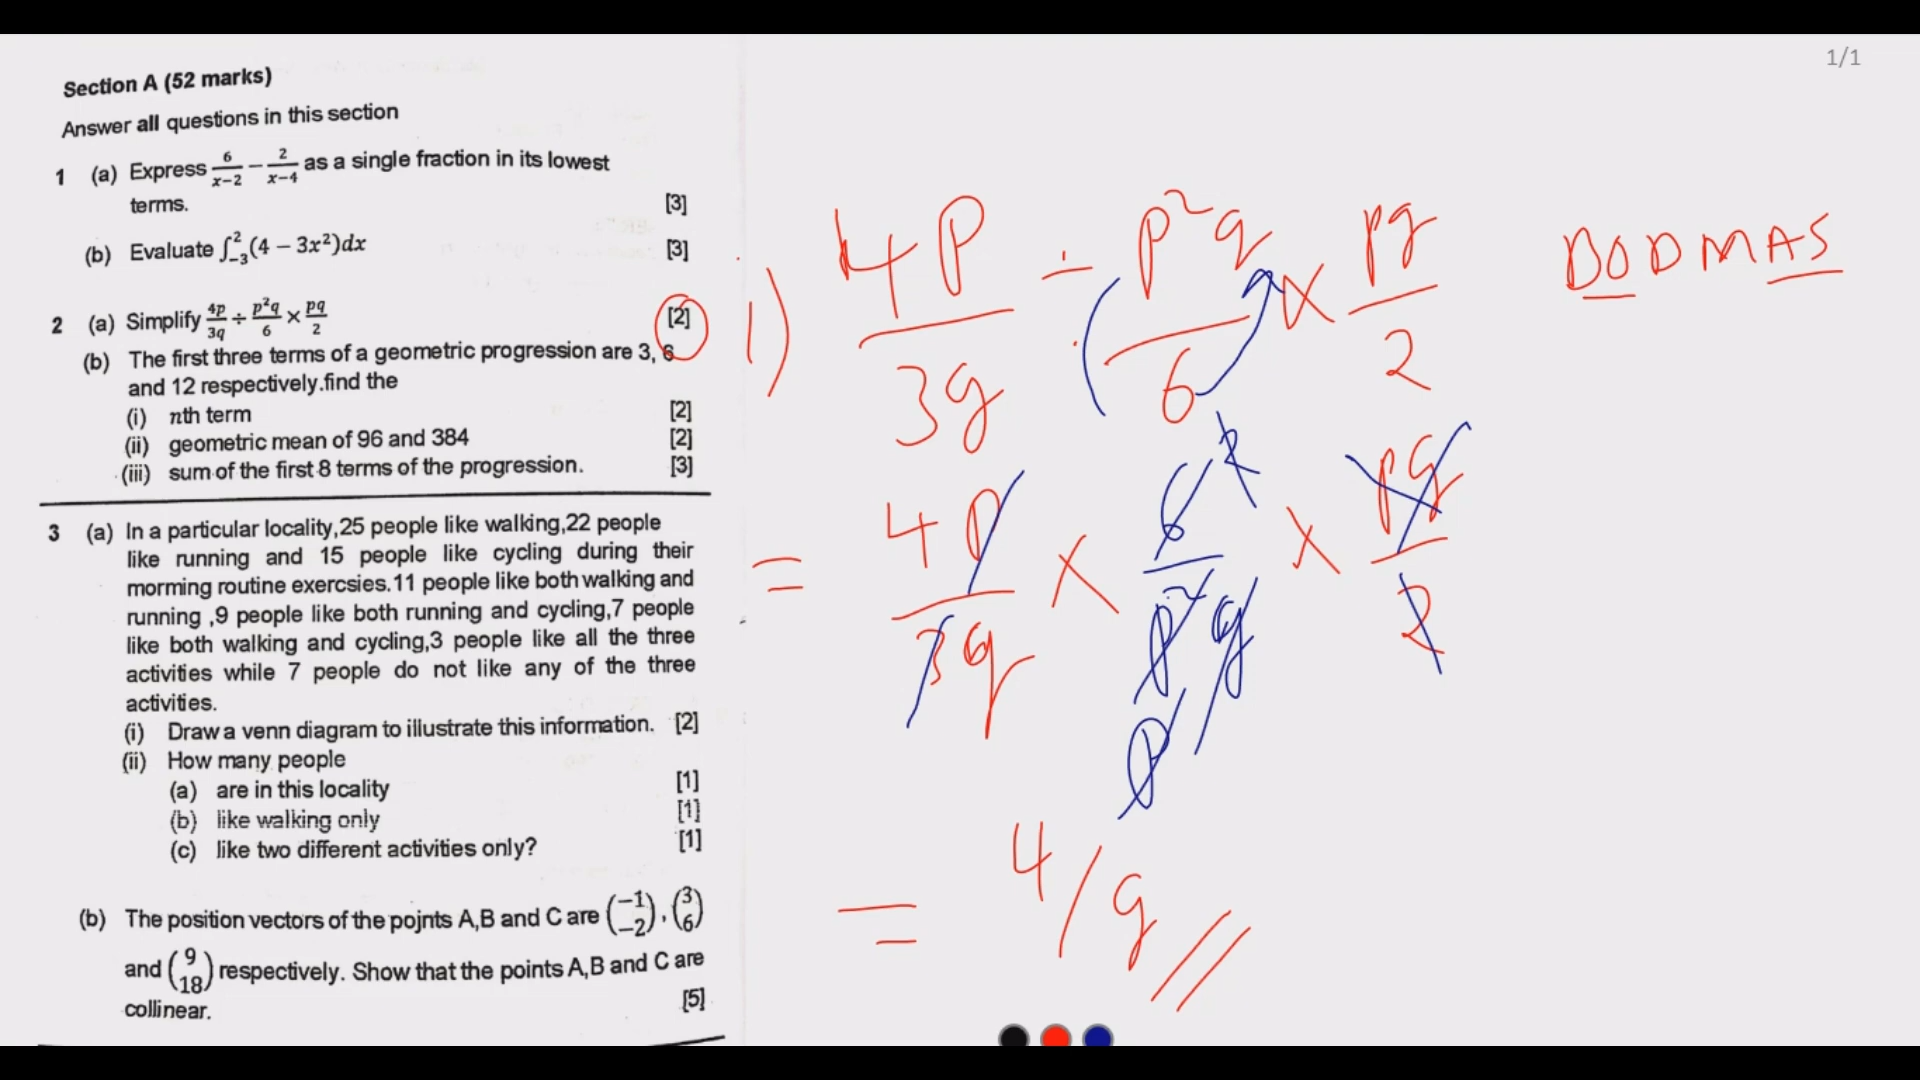 1/1
Section A (52 marks)
Answer all questions in this section
1 (a) Express 6/(x−2) − 2/(x−4) as a single fraction in its lowest
terms. [3]
(b) Evaluate ∫₋₃²(4 − 3x²)dx [3]
2 (a) Simplify 4p/3q ÷ p²q/6 × pq/2 [2]
(b) The first three terms of a geometric progression are 3, 6
and 12 respectively.find the
(i) nth term [2]
(ii) geometric mean of 96 and 384 [2]
(iii) sum of the first 8 terms of the progression. [3]
3 (a) In a particular locality,25 people like walking,22 people
like running and 15 people like cycling during their
morming routine exercsies.11 people like both walking and
running ,9 people like both running and cycling,7 people
like both walking and cycling,3 people like all the three
activities while 7 people do not like any of the three
activities.
(i) Draw a venn diagram to illustrate this information. [2]
(ii) How many people
(a) are in this locality [1]
(b) like walking only [1]
(c) like two different activities only? [1]
(b) The position vectors of the pojnts A,B and C are (−1 −2), (3 6)
and (9 18) respectively. Show that the points A,B and C are
collinear. [5]
1) 4P/3q ÷ (p²q/6 × pq/2
BODMAS
= 4p/3q × 6/p²q × pq/2
2
p
= 4/q